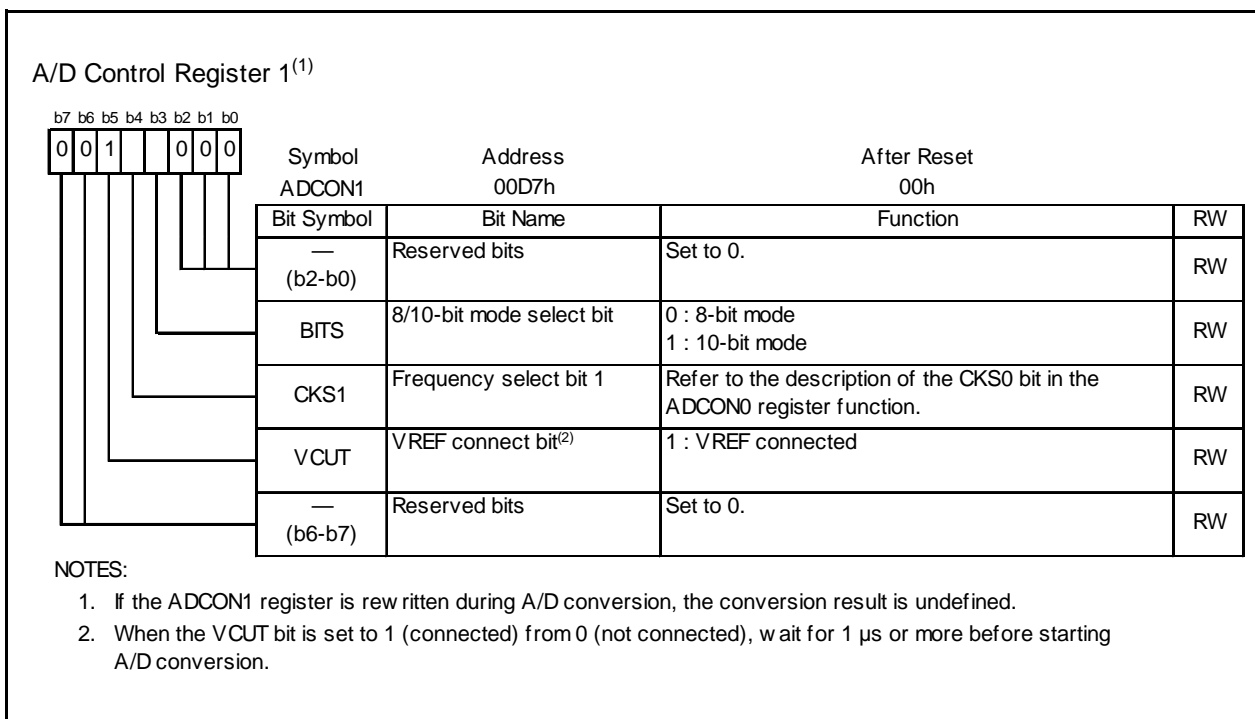 A/D Control Register 1(1)
b7 b6 b5 b4 b3 b2 b1 b0
0 0 1 0 0 0
Symbol Address After Reset
ADCON1 00D7h 00h
Bit Symbol Bit Name Function RW
— (b2-b0) Reserved bits Set to 0. RW
BITS 8/10-bit mode select bit 0 : 8-bit mode
1 : 10-bit mode RW
CKS1 Frequency select bit 1 Refer to the description of the CKS0 bit in the
ADCON0 register function. RW
VCUT VREF connect bit(2) 1 : VREF connected RW
— (b6-b7) Reserved bits Set to 0. RW
NOTES:
1. If the ADCON1 register is rewritten during A/D conversion, the conversion result is undefined.
2. When the VCUT bit is set to 1 (connected) from 0 (not connected), wait for 1 µs or more before starting
A/D conversion.